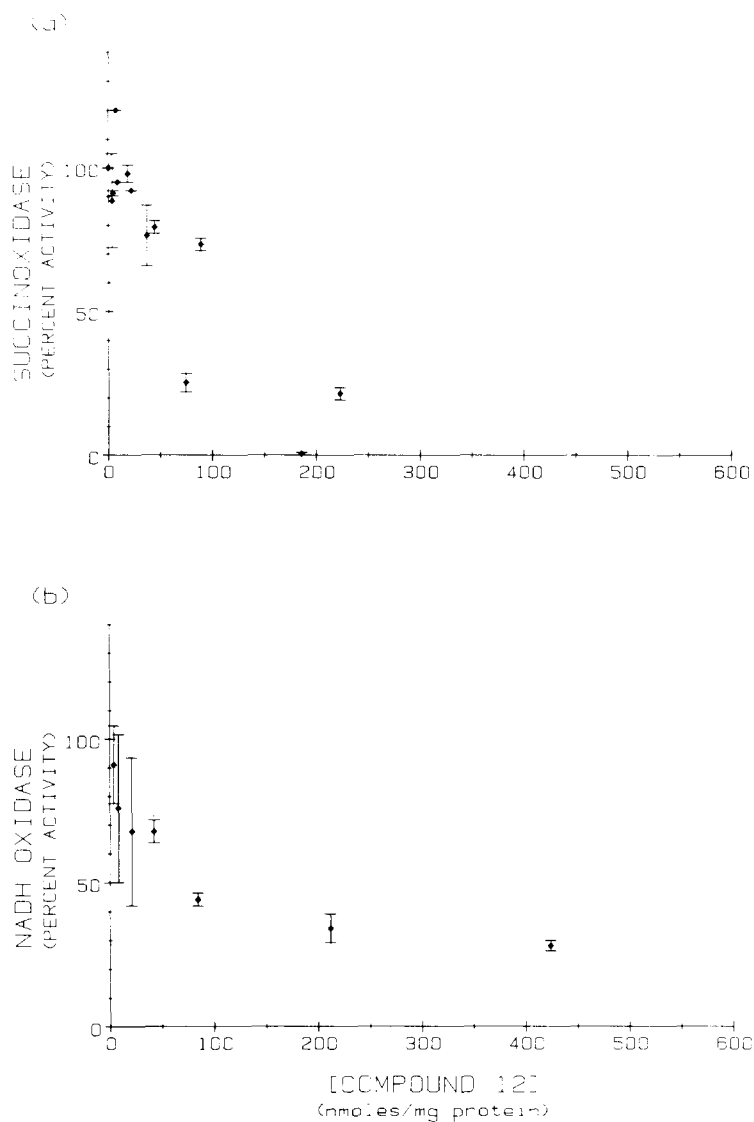 (a)
SUCCINOXIDASE
(PERCENT ACTIVITY)
100
50
0
0 100 200 300 400 500 600
(b)
NADH OXIDASE
(PERCENT ACTIVITY)
100
50
0
0 100 200 300 400 500 600
[COMPOUND 12]
(nmoles/mg protein)